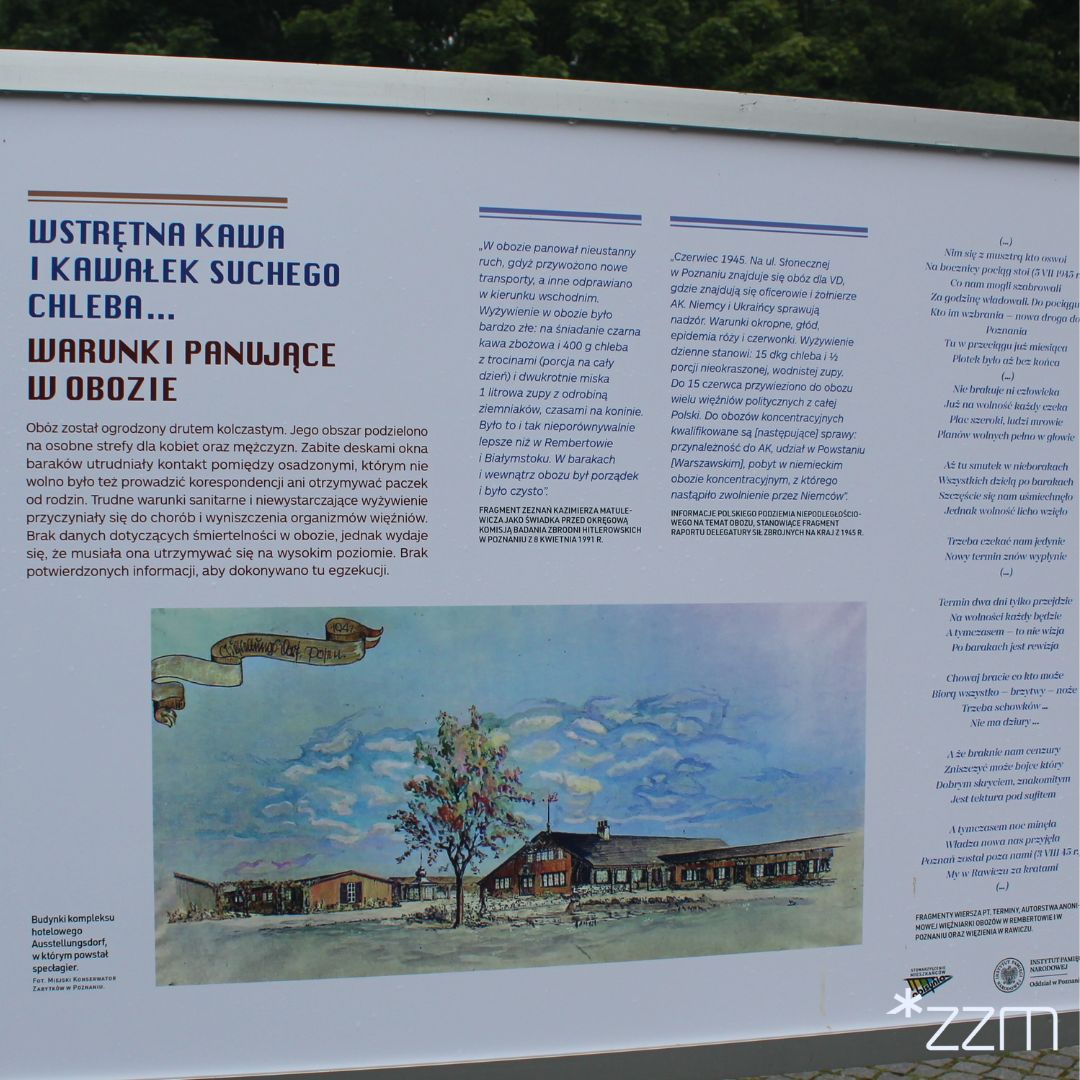 WSTRĘTNA KAWA
I KAWAŁEK SUCHEGO
CHLEBA...
WARUNKI PANUJĄCE
W OBOZIE
Obóz został ogrodzony drutem kolczastym. Jego obszar podzielono
na osobne strefy dla kobiet oraz mężczyzn. Zabite deskami okna
baraków utrudniały kontakt pomiędzy osadzonymi, którym nie
wolno było też prowadzić korespondencji ani otrzymywać paczek
od rodzin. Trudne warunki sanitarne i niewystarczające wyżywienie
przyczyniały się do chorób i wyniszczenia organizmów więźniów.
Brak danych dotyczących śmiertelności w obozie, jednak wydaje
się, że musiała ona utrzymywać się na wysokim poziomie. Brak
potwierdzonych informacji, aby dokonywano tu egzekucji.
„W obozie panował nieustanny
ruch, gdyż przywożono nowe
transporty, a inne odprawiano
w kierunku wschodnim.
Wyżywienie w obozie było
bardzo złe: na śniadanie czarna
kawa zbożowa i 400 g chleba
z trocinami (porcja na cały
dzień) i dwukrotnie miska
1 litrowa zupy z odrobiną
ziemniaków, czasami na koninie.
Było to i tak nieporównywalnie
lepsze niż w Rembertowie
i Białymstoku. W barakach
i wewnątrz obozu był porządek
i było czysto”.
FRAGMENT ZEZNAŃ KAZIMIERZA MATULE-
WICZA JAKO ŚWIADKA PRZED OKRĘGOWĄ
KOMISJĄ BADANIA ZBRODNI HITLEROWSKICH
W POZNANIU Z 8 KWIETNIA 1991 R.
„Czerwiec 1945. Na ul. Słonecznej
w Poznaniu znajduje się obóz dla VD,
gdzie znajdują się oficerowie i żołnierze
AK. Niemcy i Ukraińcy sprawują
nadzór. Warunki okropne, głód,
epidemia róży i czerwonki. Wyżywienie
dzienne stanowi: 15 dkg chleba i ½
porcji nieokraszonej, wodnistej zupy.
Do 15 czerwca przywieziono do obozu
wielu więźniów politycznych z całej
Polski. Do obozów koncentracyjnych
kwalifikowane są [następujące] sprawy:
przynależność do AK, udział w Powstaniu
[Warszawskim], pobyt w niemieckim
obozie koncentracyjnym, z którego
nastąpiło zwolnienie przez Niemców”.
INFORMACJE POLSKIEGO PODZIEMIA NIEPODLEGŁOŚCIO-
WEGO NA TEMAT OBOZU, STANOWIĄCE FRAGMENT
RAPORTU DELEGATURY SIŁ ZBROJNYCH NA KRAJ Z 1945 R.
(...)
Nim się z musztrą kto oswoi
Na bocznicy pociąg stoi (5 VII 1945 r.
Co nam mogli szabrowali
Za godzinę władowali. Do pociągu
Kto im wzbrania – nowa droga do
Poznania
Tu w przeciągu już miesiąca
Plotek było aż bez końca
(...)
Nie brakuje ni człowieka
Już na wolność każdy czeka
Plac szeroki, ludzi mrowie
Planów wolnych pełno w głowie
Aż tu smutek w nieborakach
Wszystkich dzielą po barakach
Szczęście się nam uśmiechnęło
Jednak wolność licho wzięło
Trzeba czekać nam jedynie
Nowy termin znów wypłynie
(...)
Termin dwa dni tylko przejdzie
Na wolności każdy będzie
A tymczasem – to nie wizja
Po barakach jest rewizja
Chowaj bracie co kto może
Biorą wszystko – brzytwy – noże
Trzeba schowków ...
Nie ma dziury ...
A że braknie nam cenzury
Zniszczyć może bojce który
Dobrym skryciem, znakomitym
Jest tektura pod sufitem
A tymczasem noc minęła
Władza nowa nas przyjęła
Poznań został poza nami (3 VIII 45 r.
My w Rawiczu za kratami
(...)
FRAGMENTY WIERSZA PT. TERMINY, AUTORSTWA ANONI-
MOWEJ WIĘŹNIARKI OBOZÓW W REMBERTOWIE I W
POZNANIU ORAZ WIĘZIENIA W RAWICZU.
1942
Budynki kompleksu
hotelowego
Ausstellungsdorf,
w którym powstał
specłagier.
FOT. MIEJSKI KONSERWATOR
ZABYTKÓW W POZNANIU.
STOWARZYSZENIE
MIESZKAŃCÓW
INSTYTUT PAMIĘC
NARODOWEJ
Oddział w Poznani
*zzm